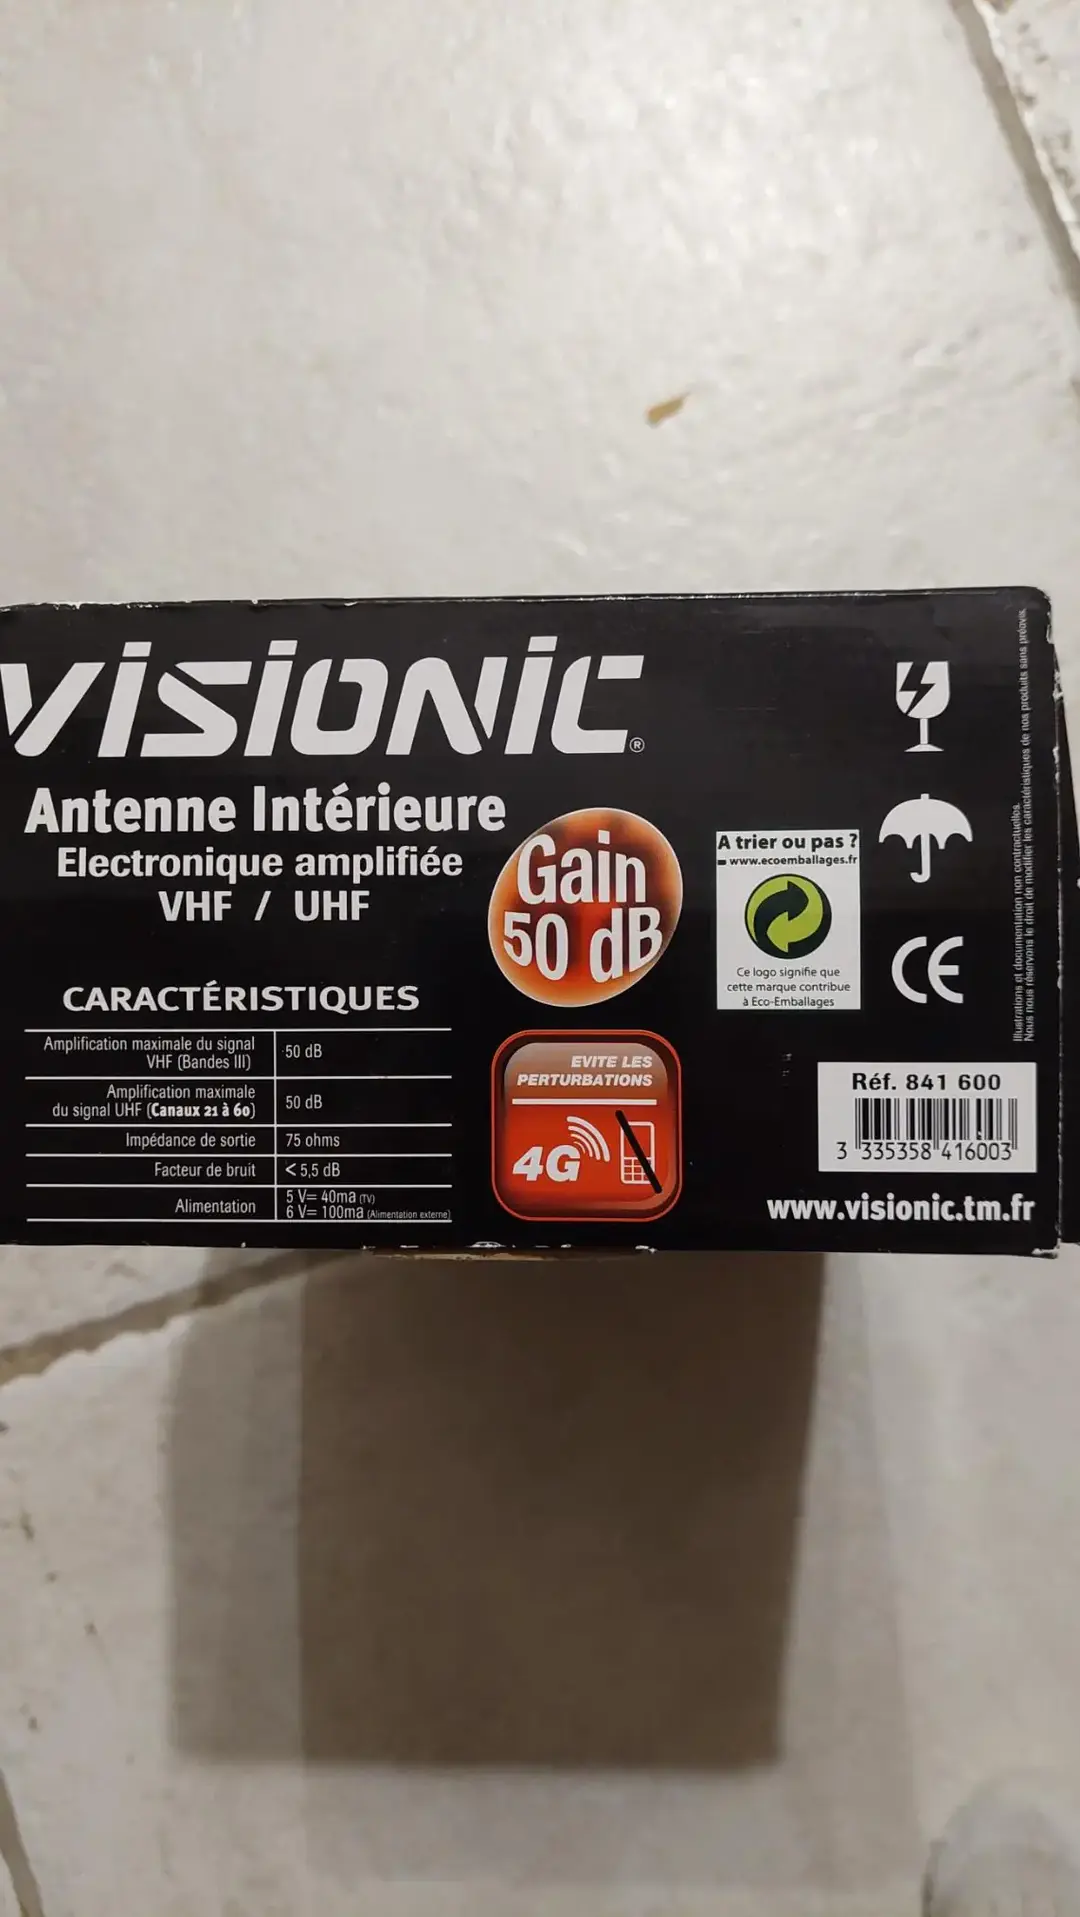 VISIONIC®
Antenne Intérieure
Electronique amplifiée
VHF / UHF
Gain
50 dB
CARACTÉRISTIQUES
Amplification maximale du signal
VHF (Bandes III)
50 dB
Amplification maximale
du signal UHF (Canaux 21 à 60)
50 dB
Impédance de sortie
75 ohms
Facteur de bruit
< 5,5 dB
Alimentation
5 V= 40ma (TV)
6 V= 100ma (Alimentation externe)
EVITE LES
PERTURBATIONS
4G
A trier ou pas ?
www.ecoemballages.fr
Ce logo signifie que
cette marque contribue
à Eco-Emballages
CE
Illustrations et documentation non contractuelles.
Nous nous réservons le droit de modifier les caractéristiques de nos produits sans préavis.
Réf. 841 600
3 335358 416003
www.visionic.tm.fr